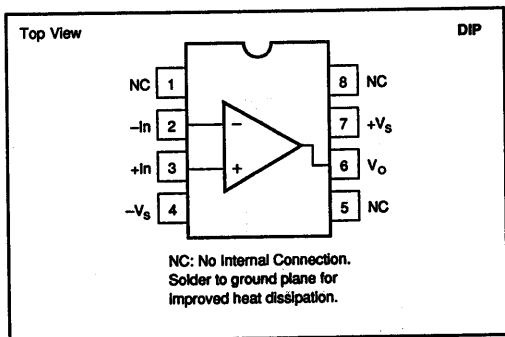 Top View DIP
NC 1 8 NC
–In 2 – 7 +VS
+In 3 + 6 VO
–VS 4 5 NC
NC: No Internal Connection.
Solder to ground plane for
improved heat dissipation.